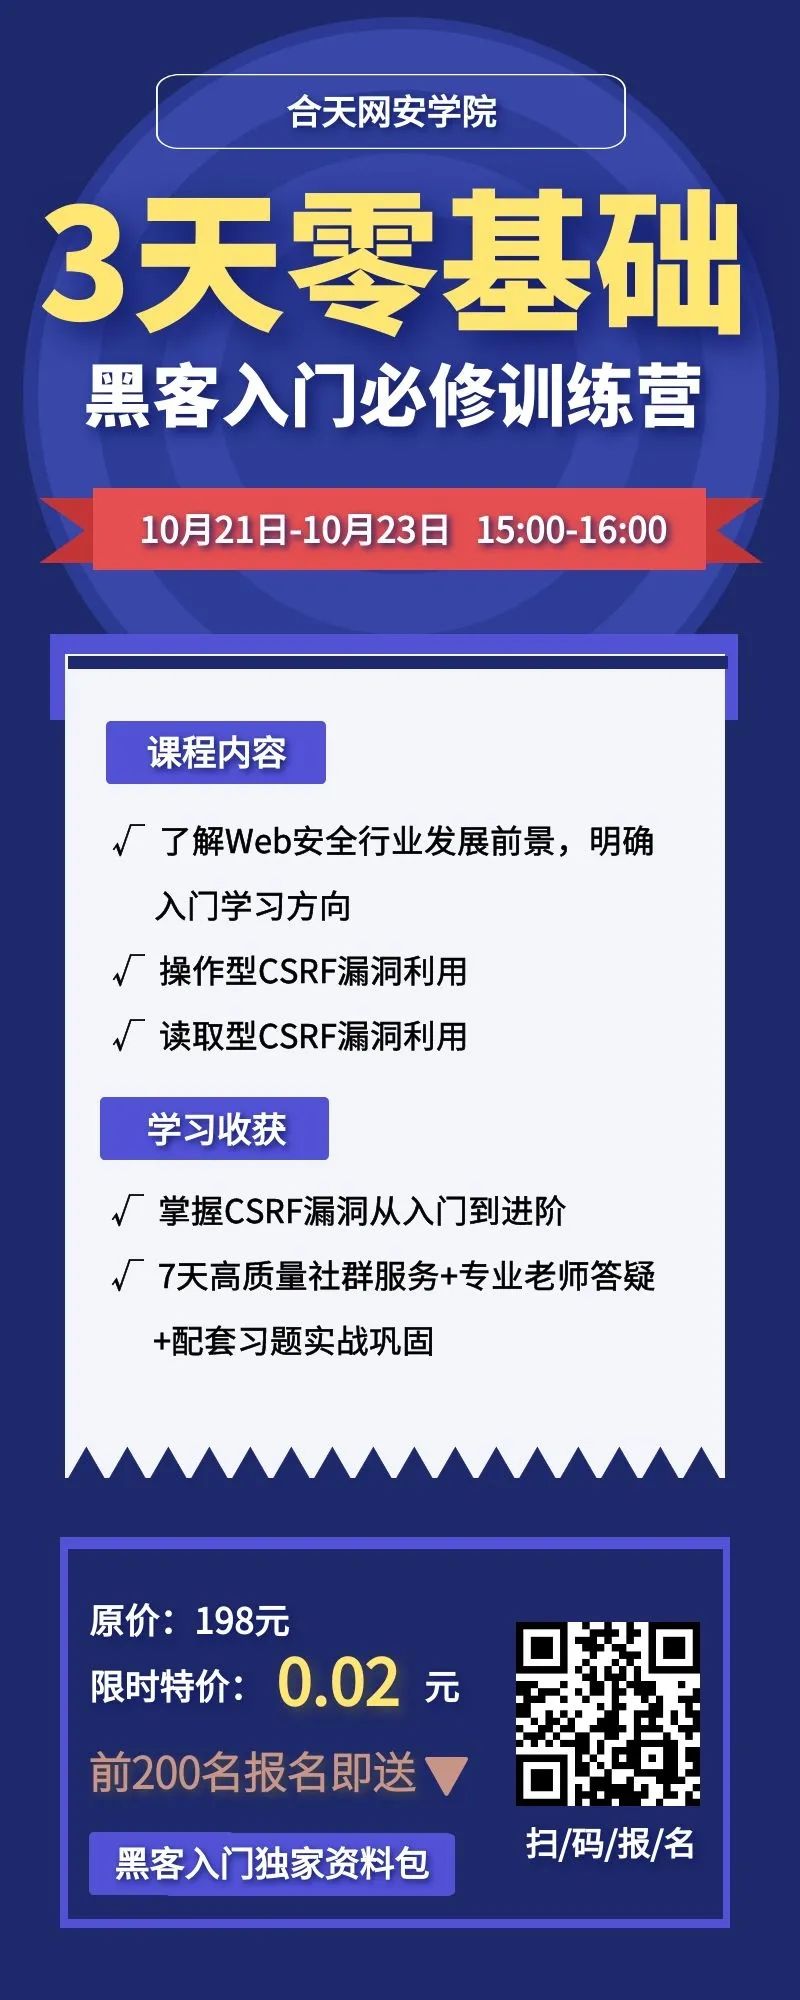 合天网安学院
3天零基础
黑客入门必修训练营
10月21日-10月23日 15:00-16:00
课程内容
√ 了解Web安全行业发展前景，明确
入门学习方向
√ 操作型CSRF漏洞利用
√ 读取型CSRF漏洞利用
学习收获
√ 掌握CSRF漏洞从入门到进阶
√ 7天高质量社群服务+专业老师答疑
+配套习题实战巩固
原价：198元
限时特价： 0.02 元
前200名报名即送▼
黑客入门独家资料包
扫/码/报/名